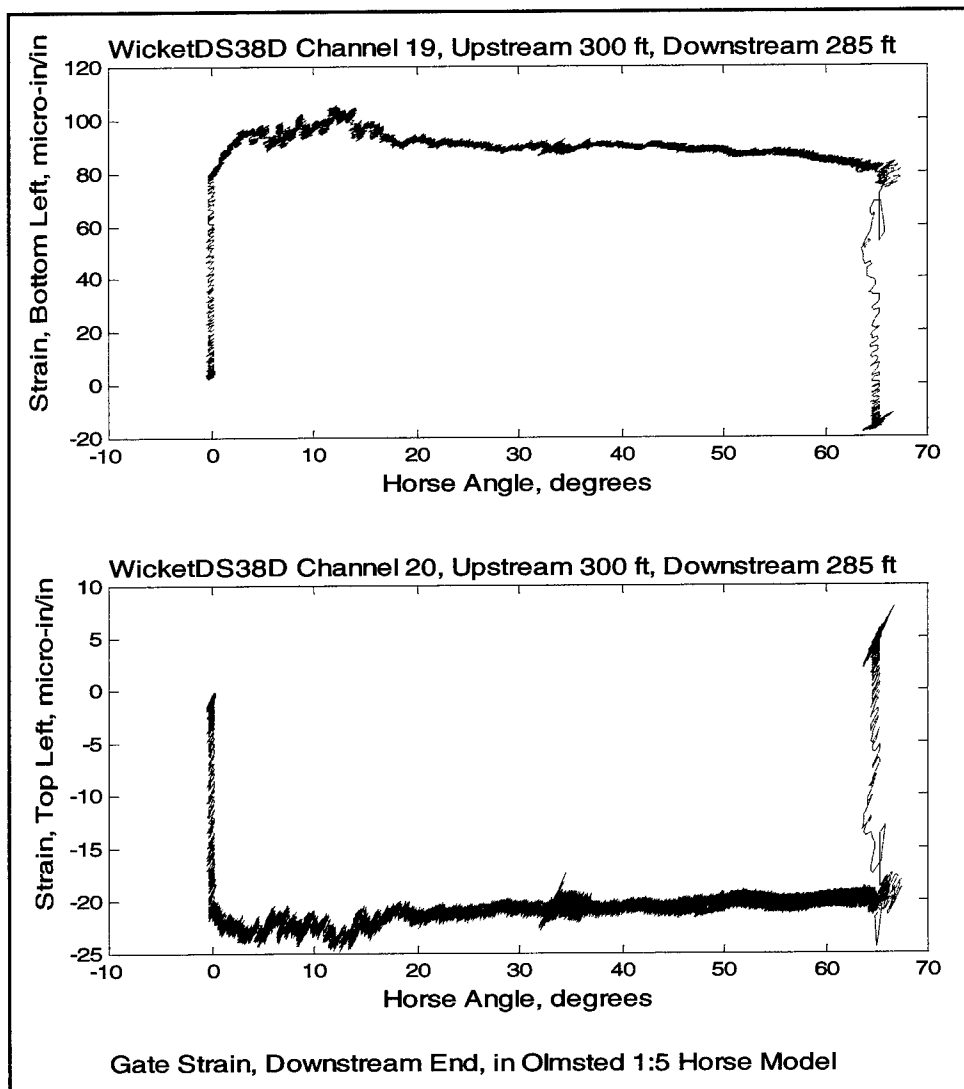 WicketDS38D Channel 19, Upstream 300 ft, Downstream 285 ft
120
100
80
60
40
20
0
-20
Strain, Bottom Left, micro-in/in
-10 0 10 20 30 40 50 60 70
Horse Angle, degrees
WicketDS38D Channel 20, Upstream 300 ft, Downstream 285 ft
10
5
0
-5
-10
-15
-20
-25
Strain, Top Left, micro-in/in
-10 0 10 20 30 40 50 60 70
Horse Angle, degrees
Gate Strain, Downstream End, in Olmsted 1:5 Horse Model